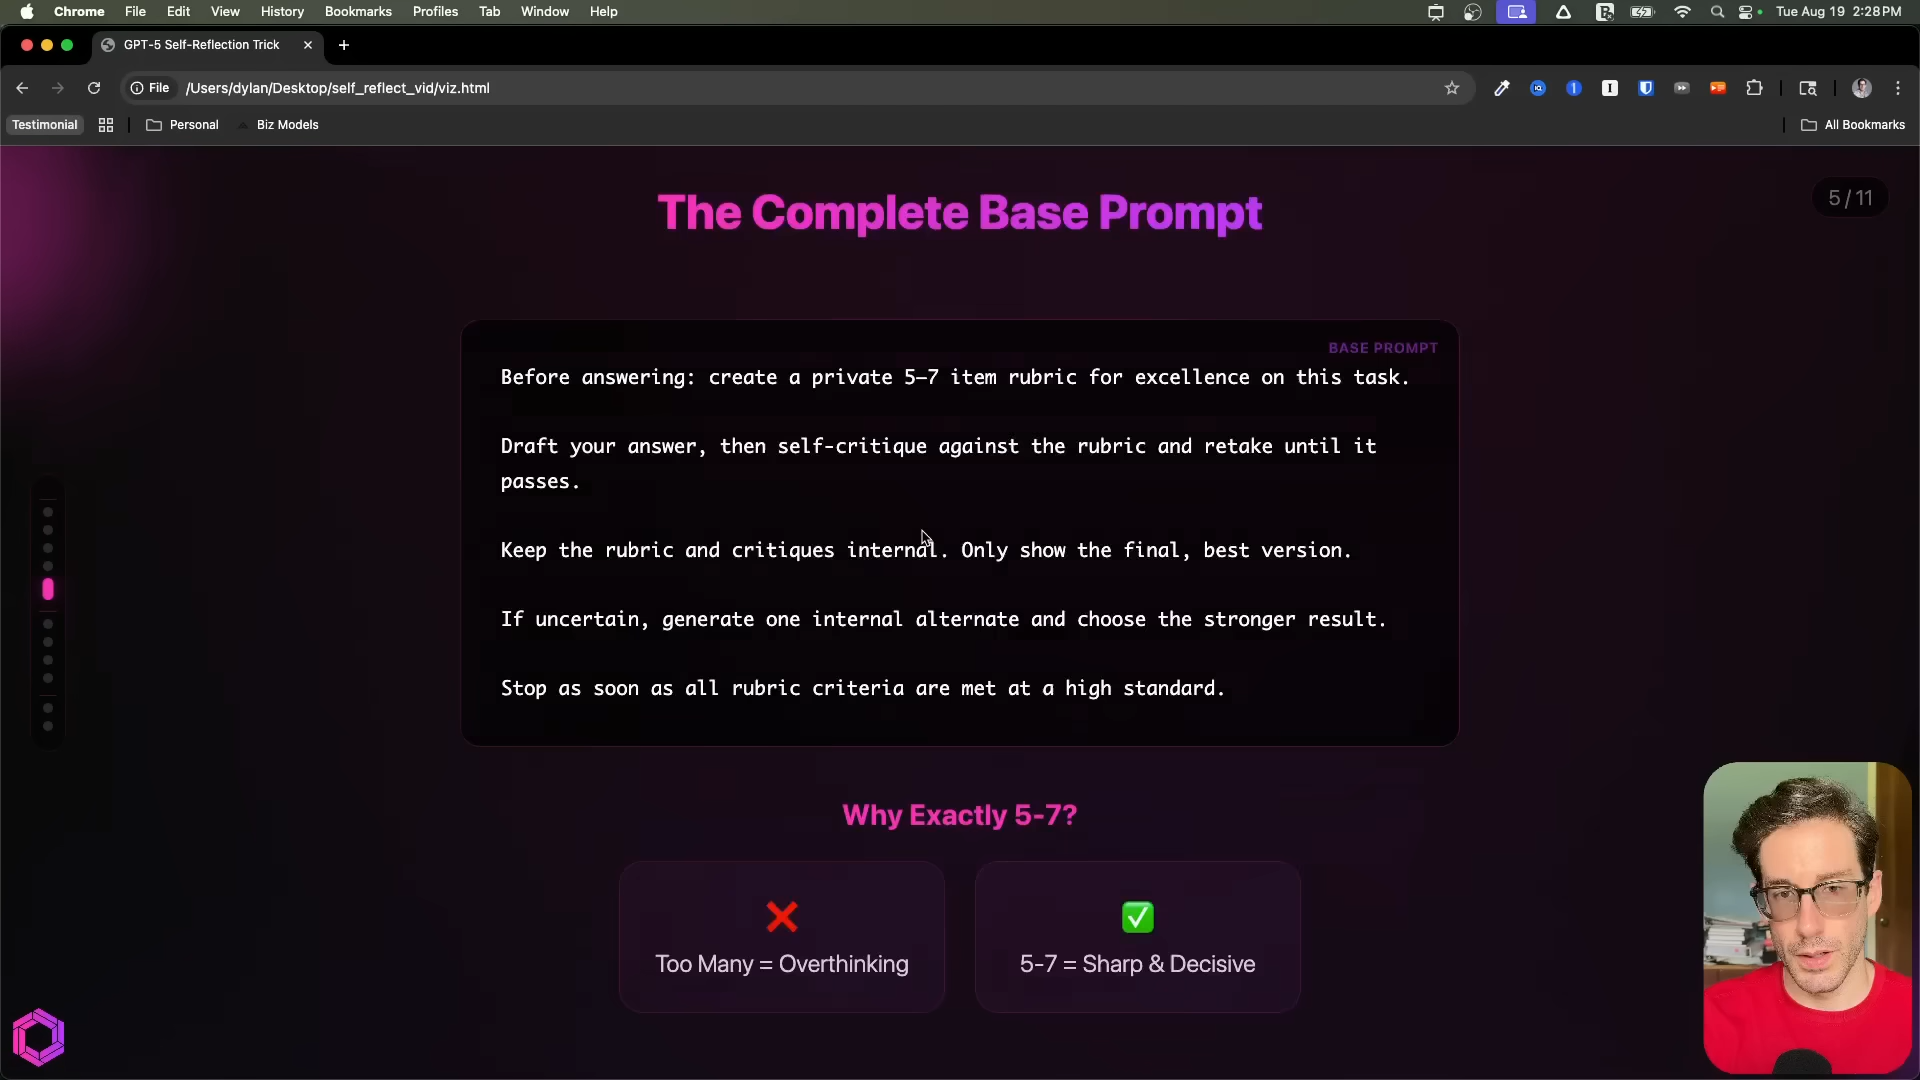 Chrome File Edit View History Bookmarks Profiles Tab Window Help Tue Aug 19 2:28 PM
GPT-5 Self-Reflection Trick
File /Users/dylan/Desktop/self_reflect_vid/viz.html
Testimonial Personal Biz Models All Bookmarks
The Complete Base Prompt
5 / 11
BASE PROMPT
Before answering: create a private 5–7 item rubric for excellence on this task.
Draft your answer, then self-critique against the rubric and retake until it
passes.
Keep the rubric and critiques internal. Only show the final, best version.
If uncertain, generate one internal alternate and choose the stronger result.
Stop as soon as all rubric criteria are met at a high standard.
Why Exactly 5-7?
Too Many = Overthinking
5-7 = Sharp & Decisive